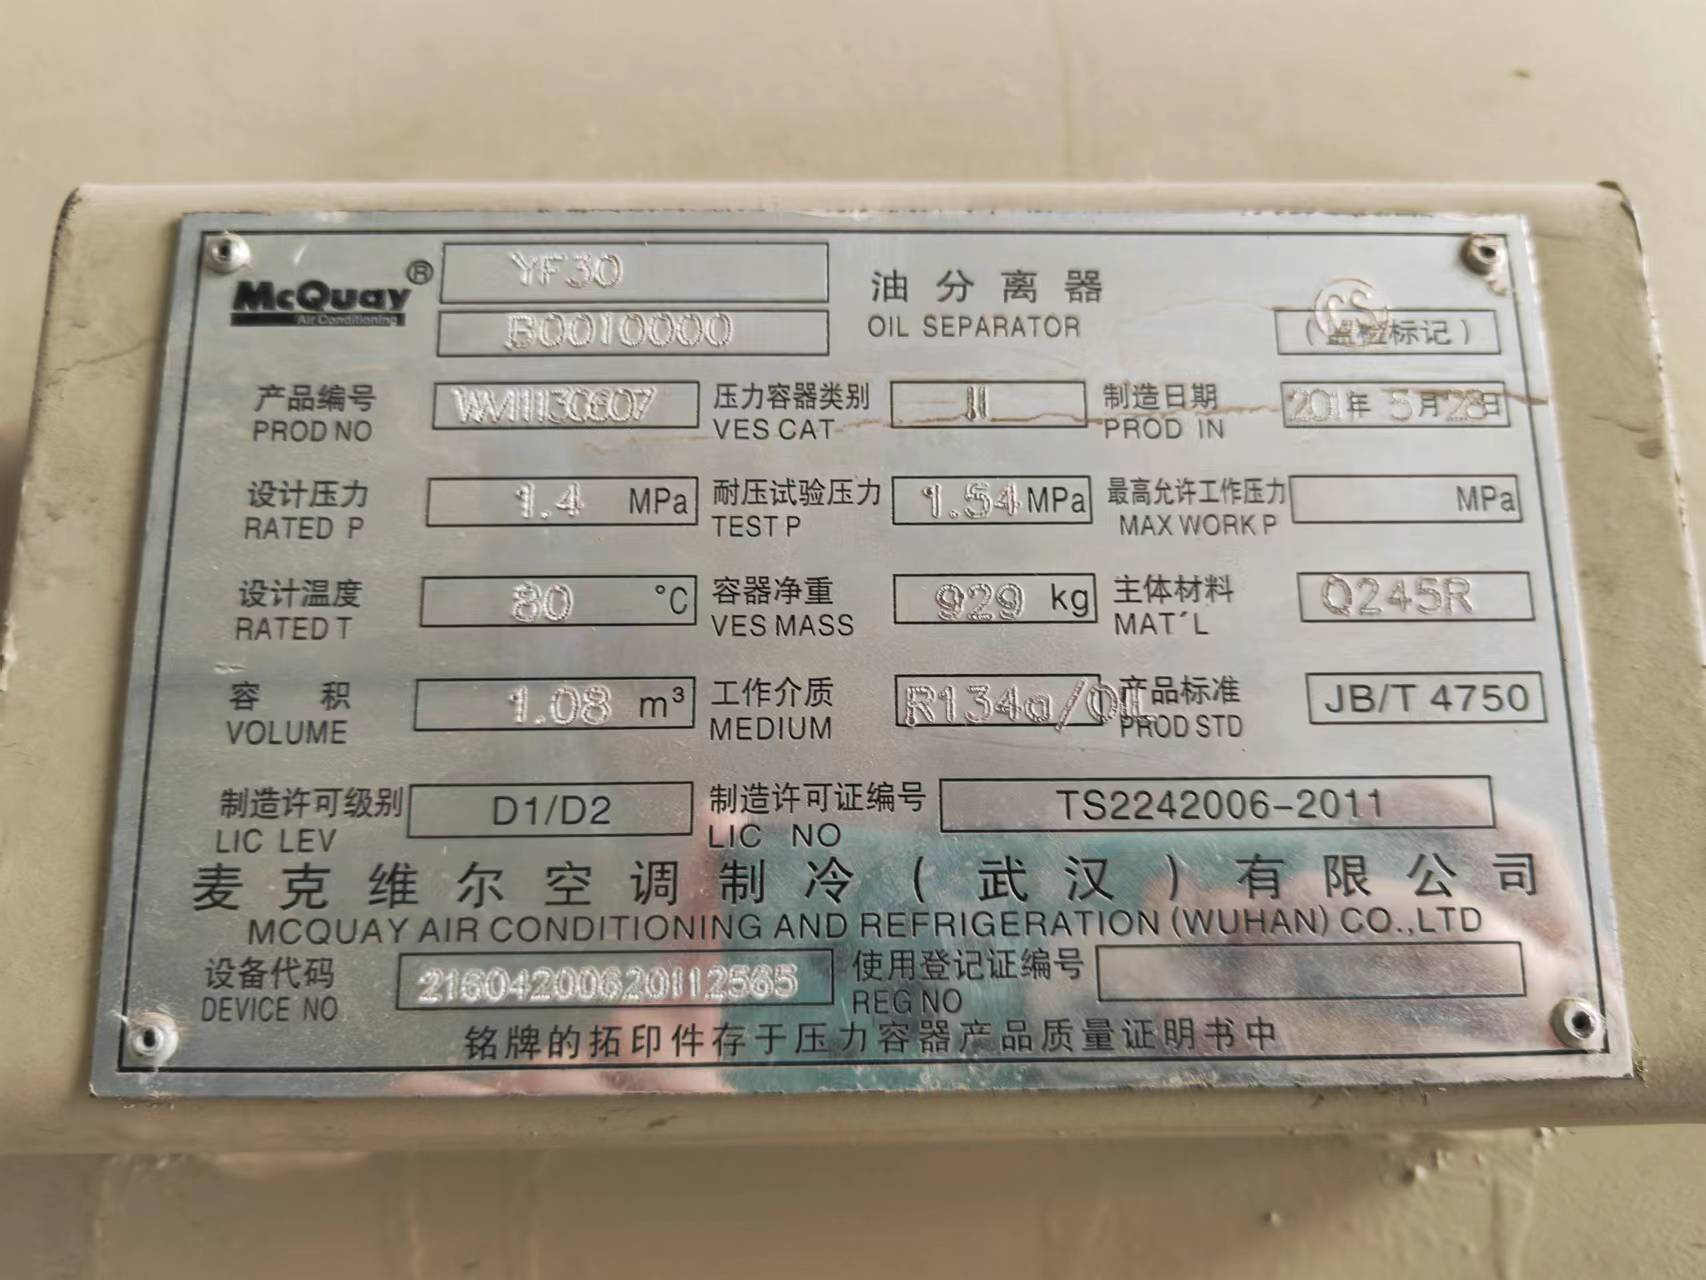 McQuay®
Air Conditioning
YF30
B0010000
油分离器
OIL SEPARATOR
CS
(监检标记)
产品编号
PROD NO
压力容器类别 II
VES CAT
制造日期 2011年 5月28日
PROD IN
设计压力 1.4 MPa
RATED P
耐压试验压力 1.54 MPa
TEST P
最高允许工作压力 MPa
MAX WORK P
设计温度 80 °C
RATED T
容器净重 929 kg
VES MASS
主体材料 Q245R
MAT´L
容积 1.08 m³
VOLUME
工作介质 R134a/OIL
MEDIUM
产品标准 JB/T 4750
PROD STD
制造许可级别 D1/D2
LIC LEV
制造许可证编号 TS2242006-2011
LIC NO
麦克维尔空调制冷(武汉)有限公司
MCQUAY AIR CONDITIONING AND REFRIGERATION (WUHAN) CO.,LTD
设备代码 21604200620112565
DEVICE NO
使用登记证编号
REG NO
铭牌的拓印件存于压力容器产品质量证明书中